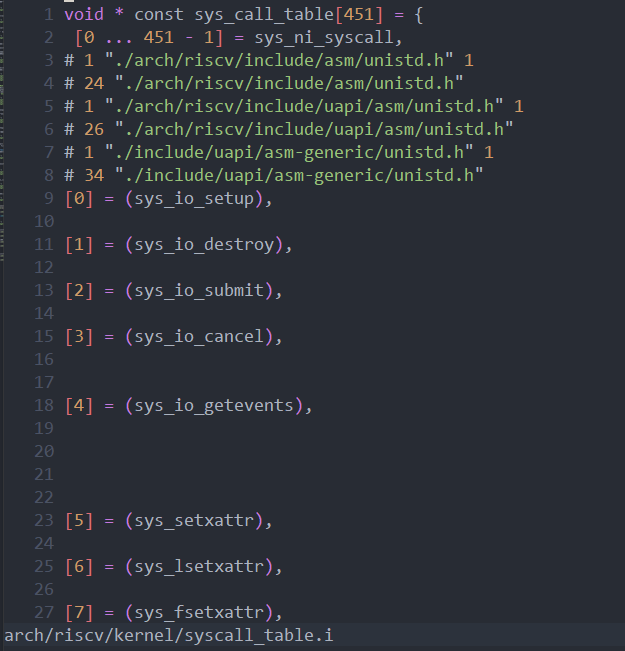 1 void * const sys_call_table[451] = {
2 [0 ... 451 - 1] = sys_ni_syscall,
3 # 1 "./arch/riscv/include/asm/unistd.h" 1
4 # 24 "./arch/riscv/include/asm/unistd.h"
5 # 1 "./arch/riscv/include/uapi/asm/unistd.h" 1
6 # 26 "./arch/riscv/include/uapi/asm/unistd.h"
7 # 1 "./include/uapi/asm-generic/unistd.h" 1
8 # 34 "./include/uapi/asm-generic/unistd.h"
9 [0] = (sys_io_setup),
10
11 [1] = (sys_io_destroy),
12
13 [2] = (sys_io_submit),
14
15 [3] = (sys_io_cancel),
16
17
18 [4] = (sys_io_getevents),
19
20
21
22
23 [5] = (sys_setxattr),
24
25 [6] = (sys_lsetxattr),
26
27 [7] = (sys_fsetxattr),
arch/riscv/kernel/syscall_table.i